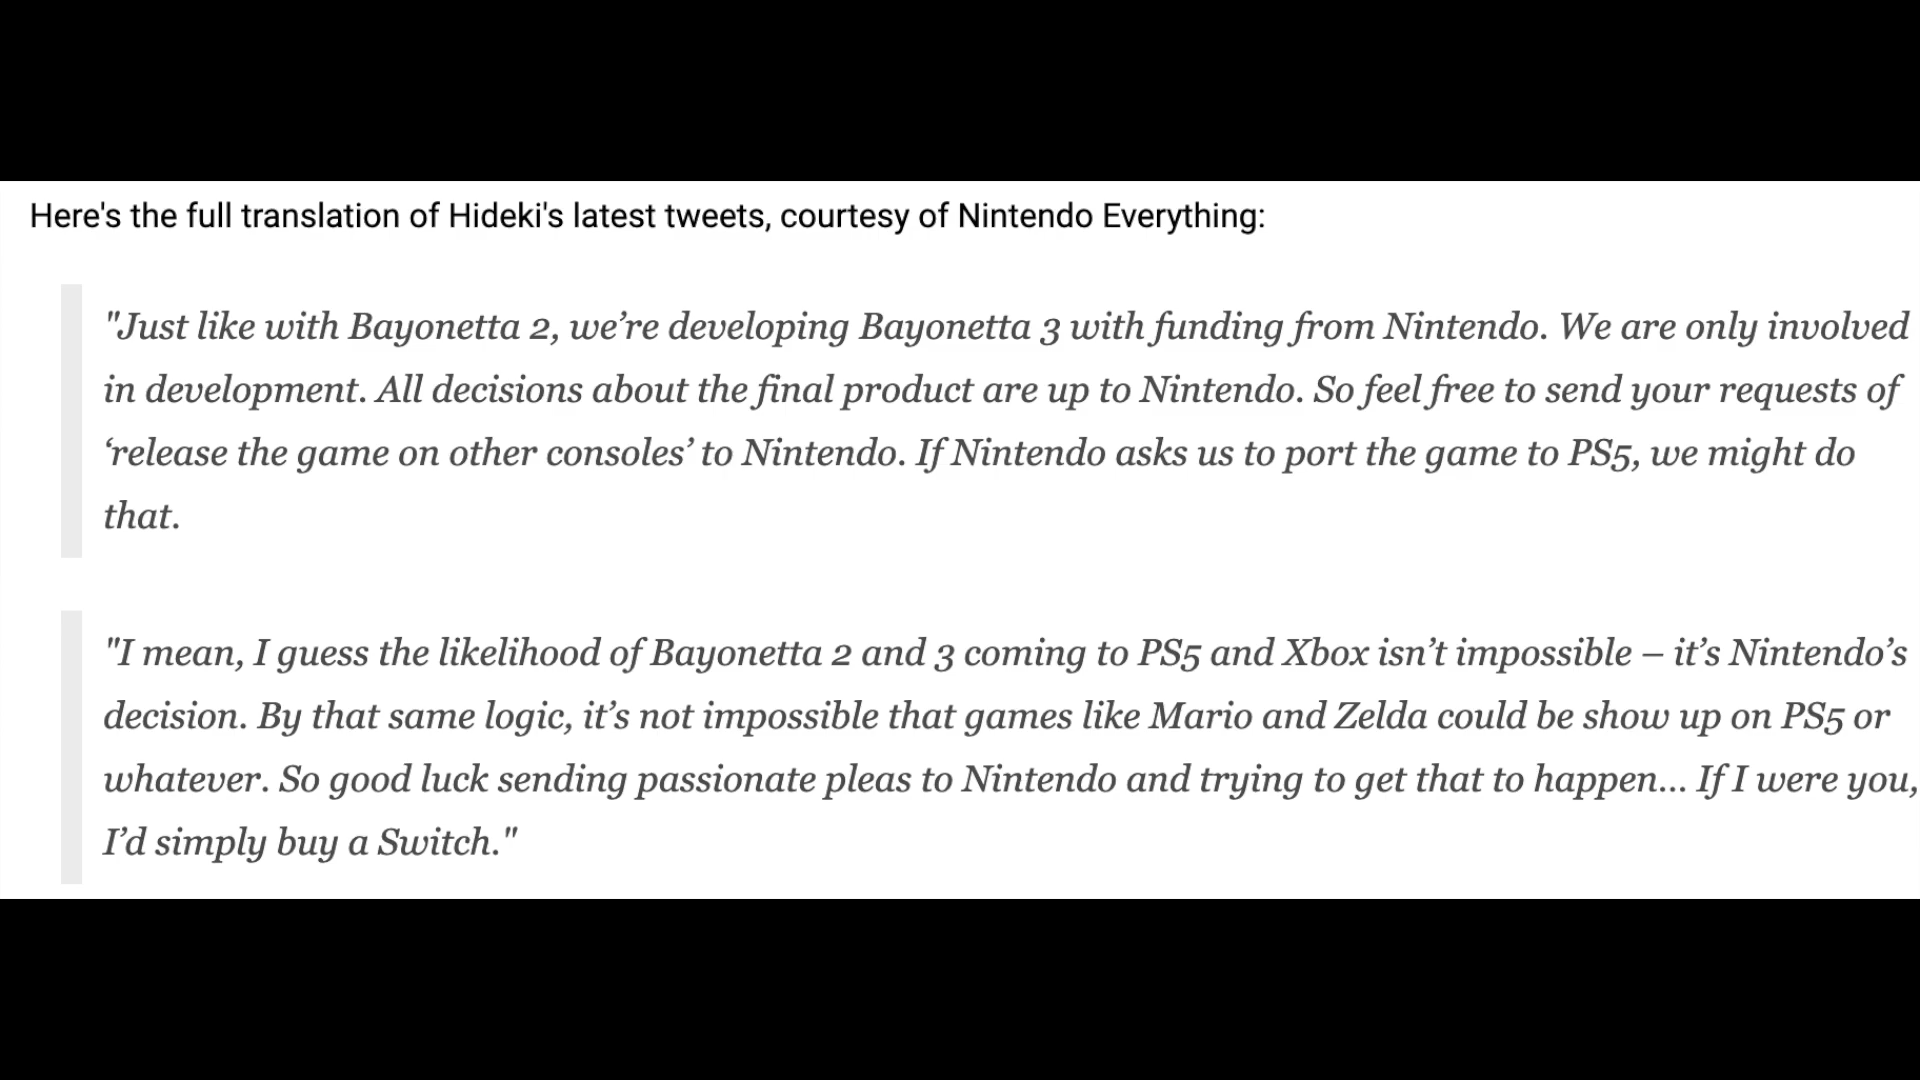 Here's the full translation of Hideki's latest tweets, courtesy of Nintendo Everything:
"Just like with Bayonetta 2, we’re developing Bayonetta 3 with funding from Nintendo. We are only involved
in development. All decisions about the final product are up to Nintendo. So feel free to send your requests of
‘release the game on other consoles’ to Nintendo. If Nintendo asks us to port the game to PS5, we might do
that.
"I mean, I guess the likelihood of Bayonetta 2 and 3 coming to PS5 and Xbox isn’t impossible – it’s Nintendo’s
decision. By that same logic, it’s not impossible that games like Mario and Zelda could be show up on PS5 or
whatever. So good luck sending passionate pleas to Nintendo and trying to get that to happen... If I were you,
I’d simply buy a Switch."